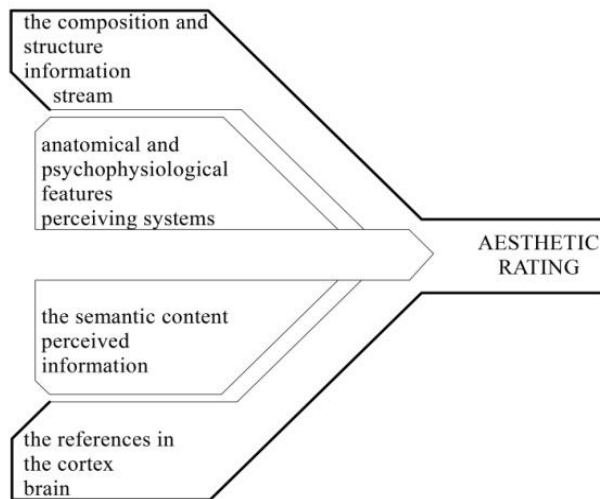 the composition and
structure
information
stream
anatomical and
psychophysiological
features
perceiving systems
AESTHETIC
RATING
the semantic content
perceived
information
the references in
the cortex
brain